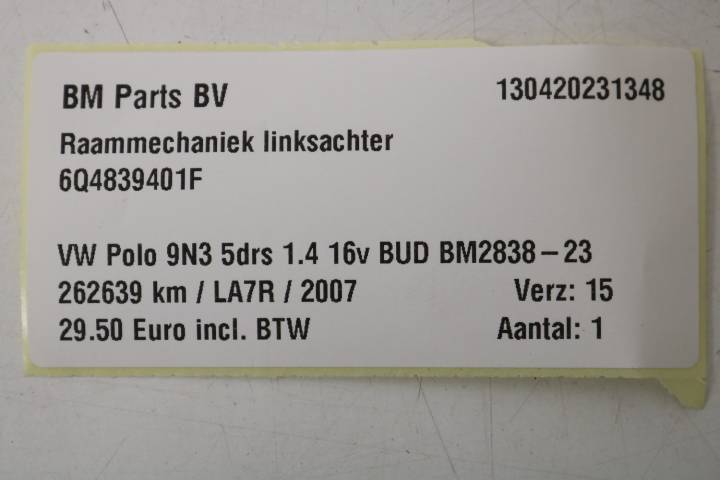 BM Parts BV 130420231348
Raammechaniek linksachter
6Q4839401F
VW Polo 9N3 5drs 1.4 16v BUD BM2838-23
262639 km / LA7R / 2007 Verz: 15
29.50 Euro incl. BTW Aantal: 1